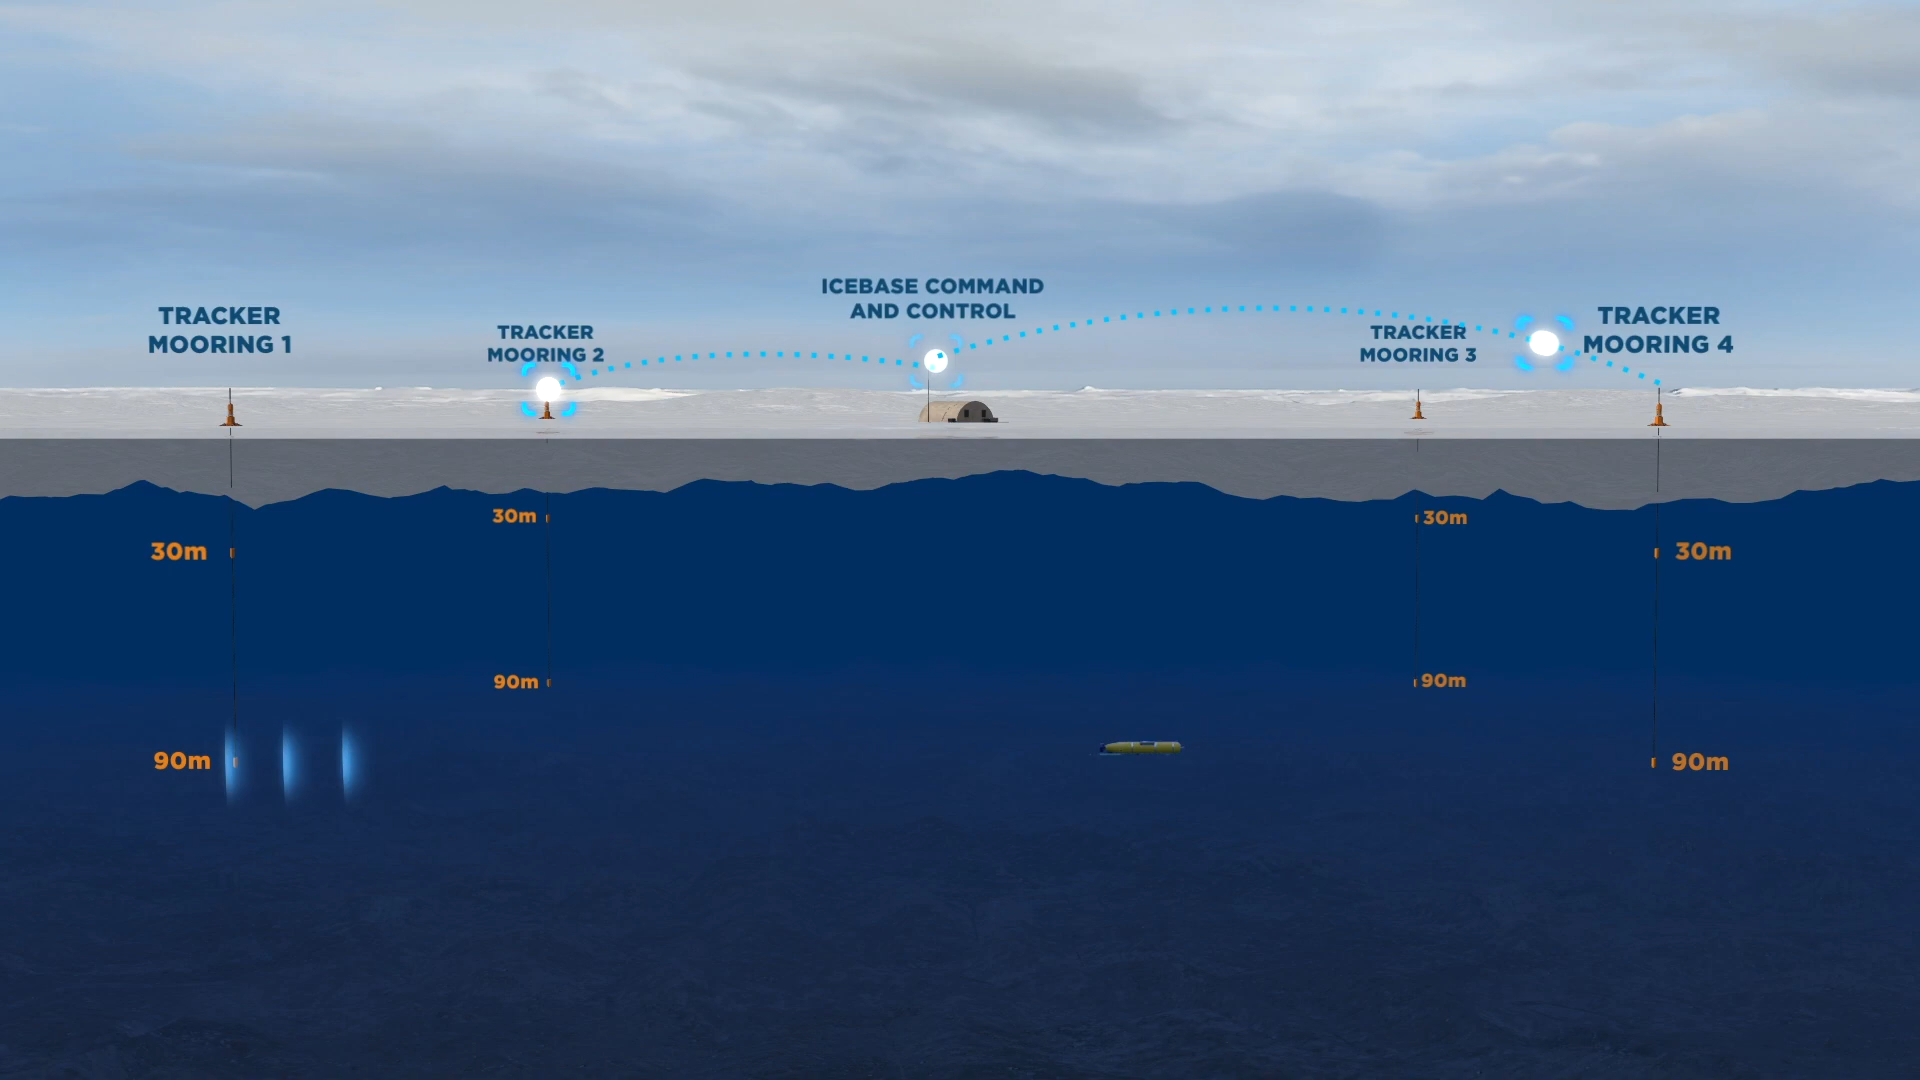 ICEBASE COMMAND
AND CONTROL
TRACKER
MOORING 1
TRACKER
MOORING 2
TRACKER
MOORING 3
TRACKER
MOORING 4
30m
30m
30m
30m
90m
90m
90m
90m